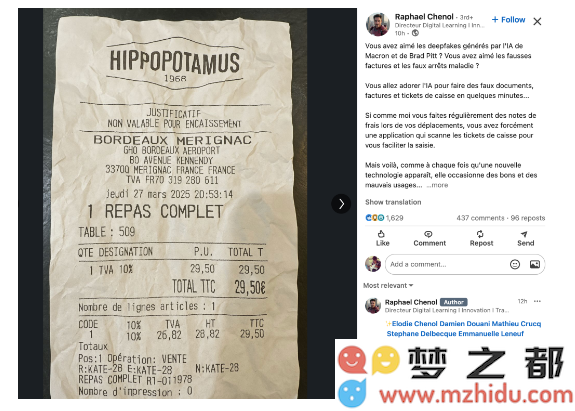 HIPPOPOTAMUS
1968
JUSTIFICATIF
NON VALABLE POUR ENCAISSEMENT
BORDEAUX MERIGNAC
GHO BORDEAUX AEROPORT
BO AVENUE KENNENDY
33700 MERIGNAC FRANCE FRANCE
TVA FR70 319 280 611
jeudi 27 mars 2025 20:53:14
1 REPAS COMPLET
TABLE : 509
QTE DESIGNATION P.U. TOTAL T
1 TVA 10% 29,50 29,50
TOTAL TTC 29,50€
Nombre de lignes articles : 1
CODE 10% TVA HT TTC
1 10% 26,82 28,82 29,50
Totaux
Pos:1 Opération: VENTE
R:KATE-28 E:KATE-28 N:KATE-28
REPAS COMPLET R1-011978
Nombre d'impression : 0
Raphael Chenol · 3rd+
Directeur Digital Learning I Inn...
10h
+ Follow
Vous avez aimé les deepfakes générés par l'IA de
Macron et de Brad Pitt ? Vous avez aimé les fausses
factures et les faux arrêts maladie ?
Vous allez adorer l'IA pour faire des faux documents,
factures et tickets de caisse en quelques minutes...
Si comme moi vous faites régulièrement des notes de
frais lors de vos déplacements, vous avez forcément
une application qui scanne les tickets de caisse pour
vous faciliter la saisie.
Mais voilà, comme à chaque fois qu'une nouvelle
technologie apparaît, elle occasionne des bons et des
mauvais usages... ...more
Show translation
1,629
437 comments · 96 reposts
Like
Comment
Repost
Send
Add a comment...
Most relevant
Raphael Chenol Author
12h
Directeur Digital Learning I Innovation I Tra...
Elodie Chenol Damien Douani Mathieu Crucq
Stephane Delbecque Emmanuelle Leneuf
梦之都
www.mzhidu.com